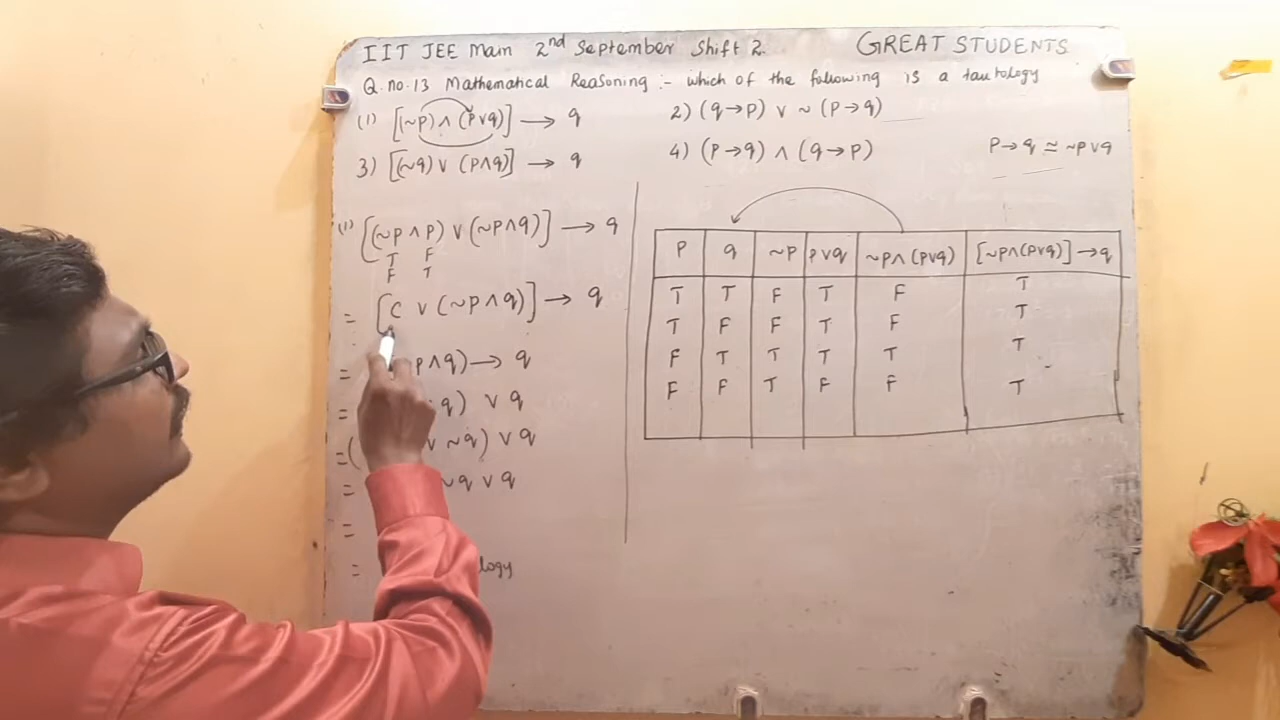 IIT JEE Main 2nd September Shift 2. GREAT STUDENTS
Q.no.13 Mathematical Reasoning :- which of the following is a tautology
(1) [(~p) ∧ (p∨q)] → q 2) (q→p) ∨ ~(p→q)
3) [(~q) ∨ (p∧q)] → q 4) (p→q) ∧ (q→p) P→q ≃ ~p∨q
(1) [(~p∧p) ∨ (~p∧q)] → q
T F
F T
= [C ∨ (~p∧q)] → q
= p∧q) → q
= q) ∨ q
= ( ∨ ~q) ∨ q
= ~q ∨ q
=
= logy
P q ~p p∨q ~p∧(p∨q) [~p∧(p∨q)]→q
T T F T F T
T F F T F T
F T T T T T
F F T F F T